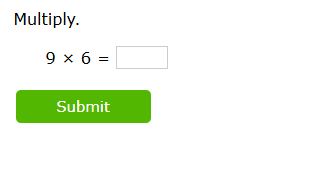 Multiply.
9 × 6 =
Submit